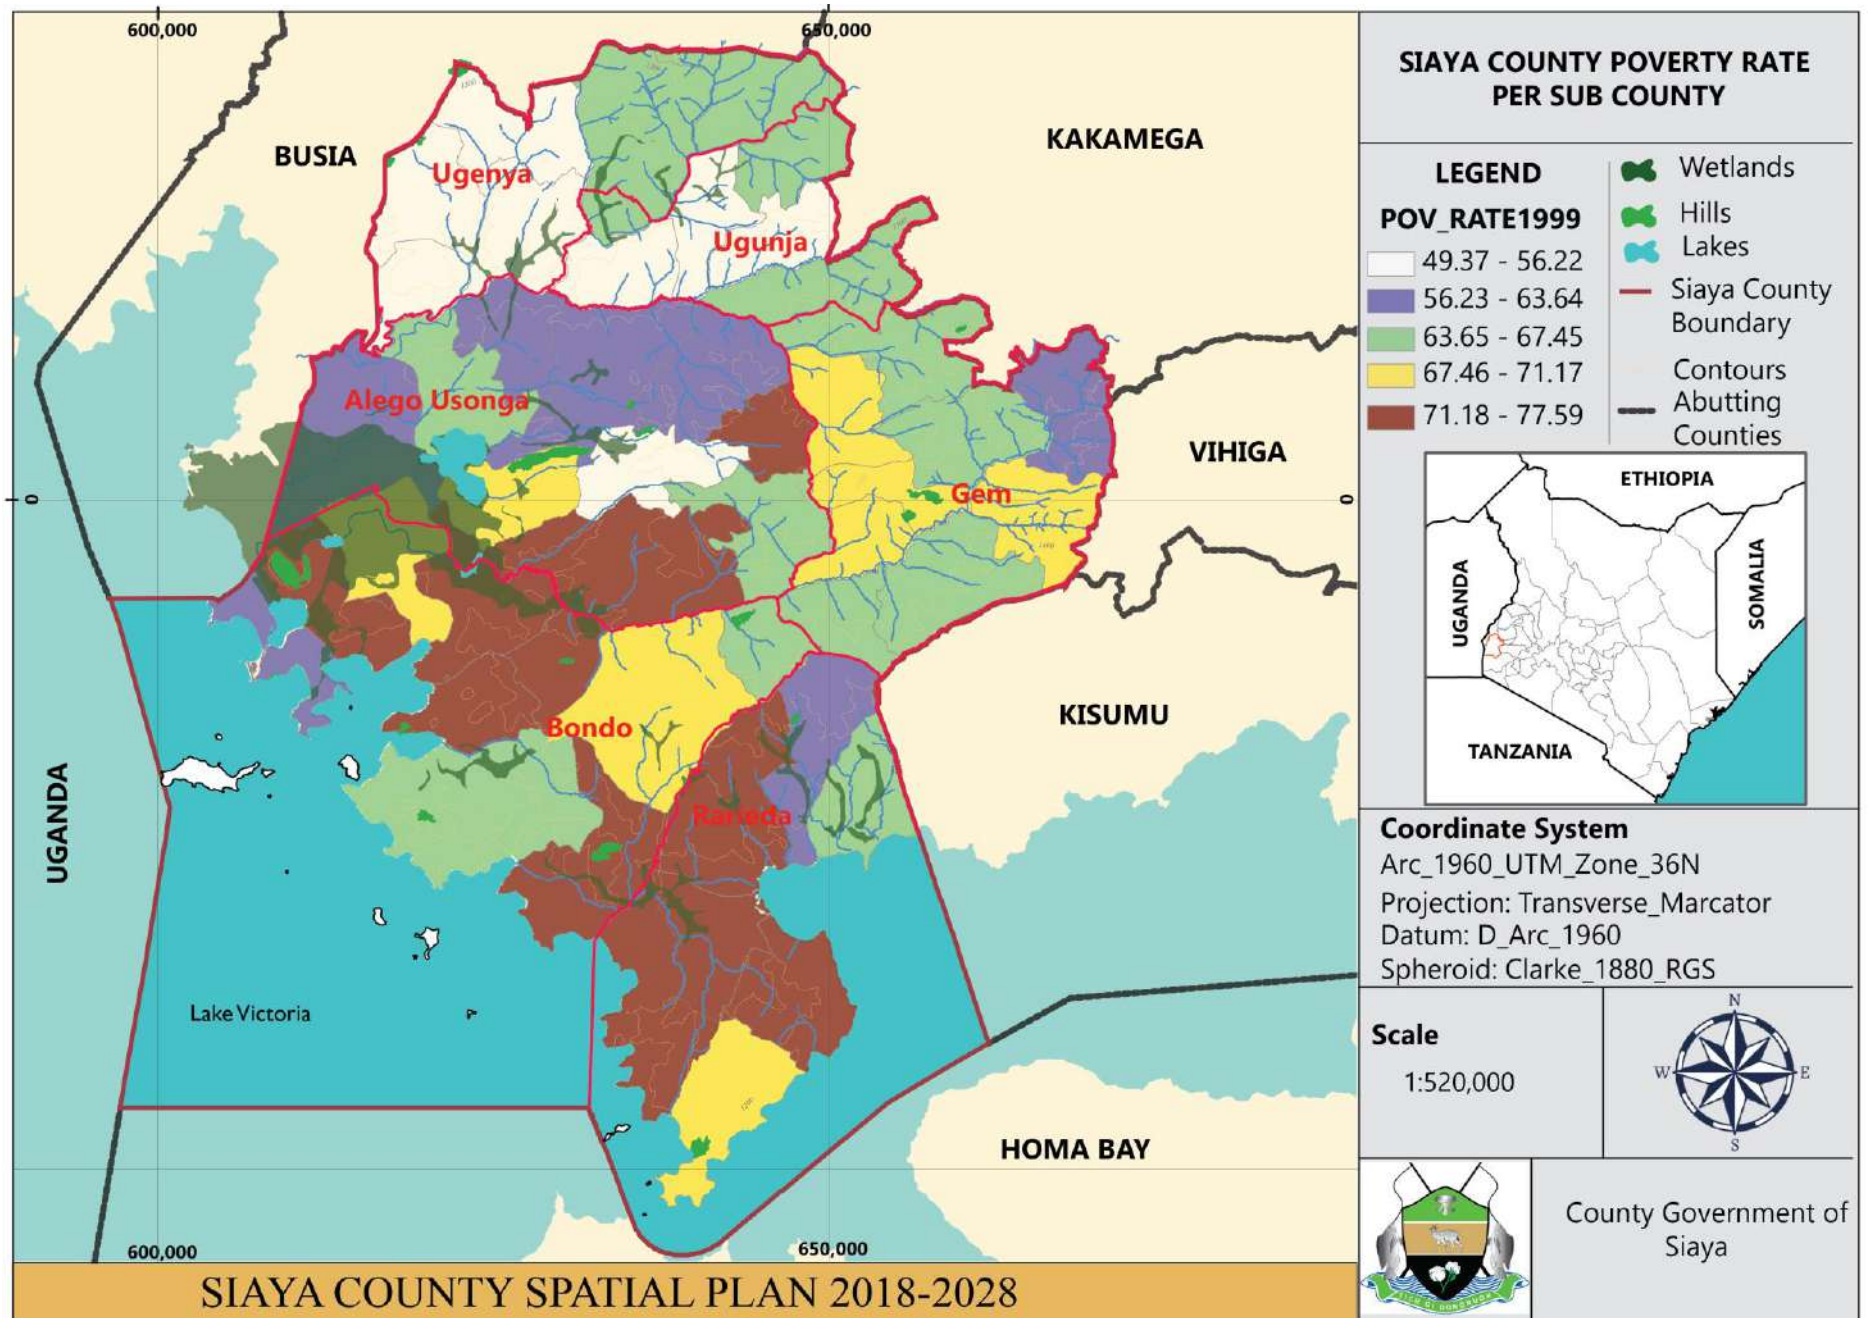 600,000
650,000
BUSIA
KAKAMEGA
Ugenya
Ugunja
Alego Usonga
VIHIGA
0
0
Gem
Bondo
KISUMU
Rarieda
UGANDA
Lake Victoria
HOMA BAY
600,000
650,000
SIAYA COUNTY SPATIAL PLAN 2018-2028
SIAYA COUNTY POVERTY RATE
PER SUB COUNTY
LEGEND
POV_RATE1999
49.37 - 56.22
56.23 - 63.64
63.65 - 67.45
67.46 - 71.17
71.18 - 77.59
Wetlands
Hills
Lakes
Siaya County
Boundary
Contours
Abutting
Counties
ETHIOPIA
UGANDA
SOMALIA
TANZANIA
Coordinate System
Arc_1960_UTM_Zone_36N
Projection: Transverse_Marcator
Datum: D_Arc_1960
Spheroid: Clarke_1880_RGS
Scale
1:520,000
N
W
E
S
County Government of
Siaya